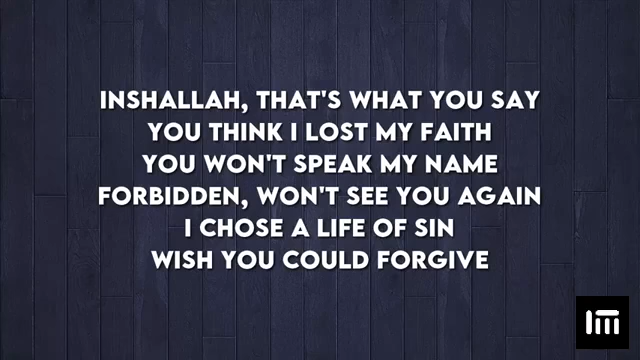 INSHALLAH, THAT'S WHAT YOU SAY
YOU THINK I LOST MY FAITH
YOU WON'T SPEAK MY NAME
FORBIDDEN, WON'T SEE YOU AGAIN
I CHOSE A LIFE OF SIN
WISH YOU COULD FORGIVE